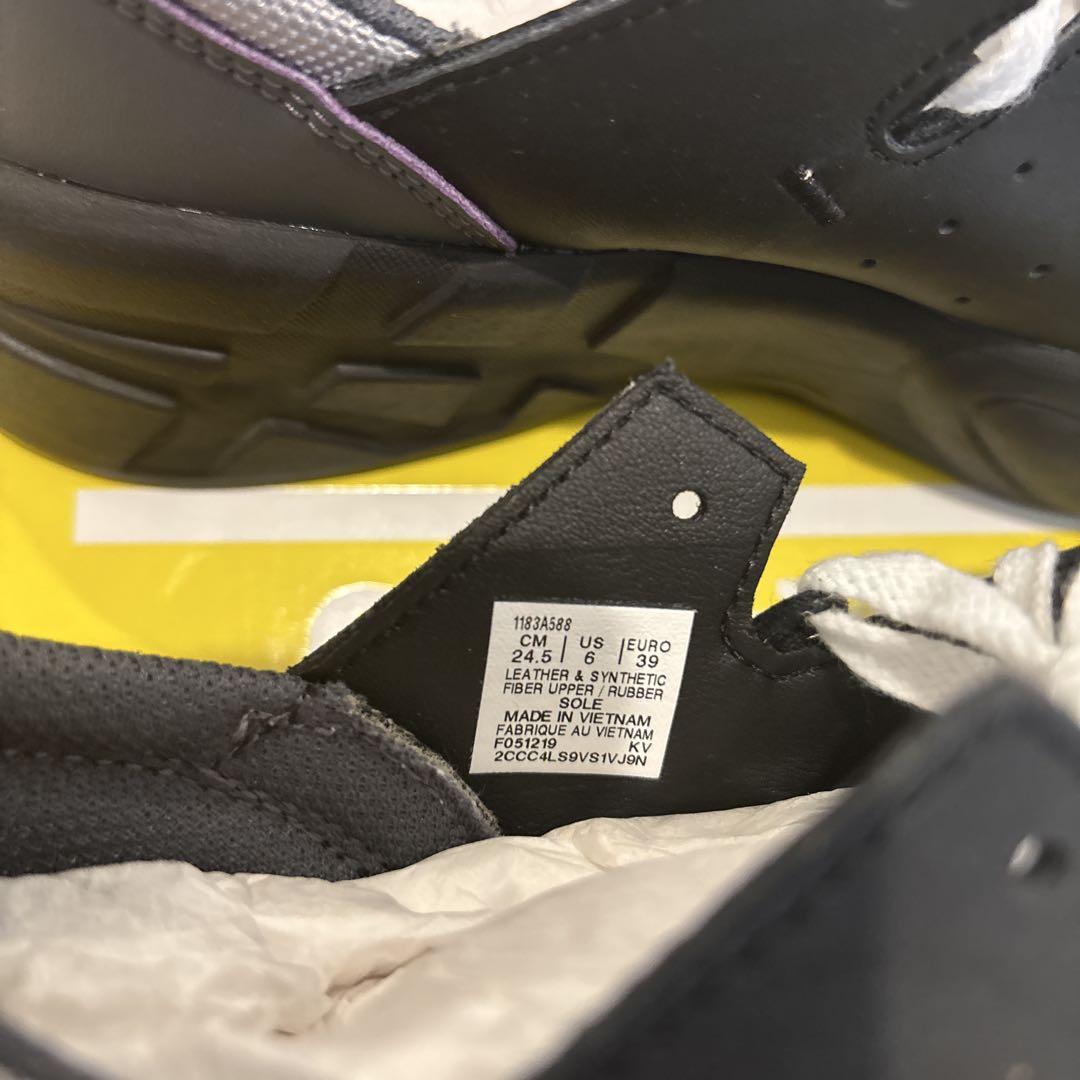 1183A588
CM | US | EURO
24.5 | 6 | 39
LEATHER & SYNTHETIC
FIBER UPPER / RUBBER
SOLE
MADE IN VIETNAM
FABRIQUE AU VIETNAM
F051219 KV
2CCC4LS9VS1VJ9N